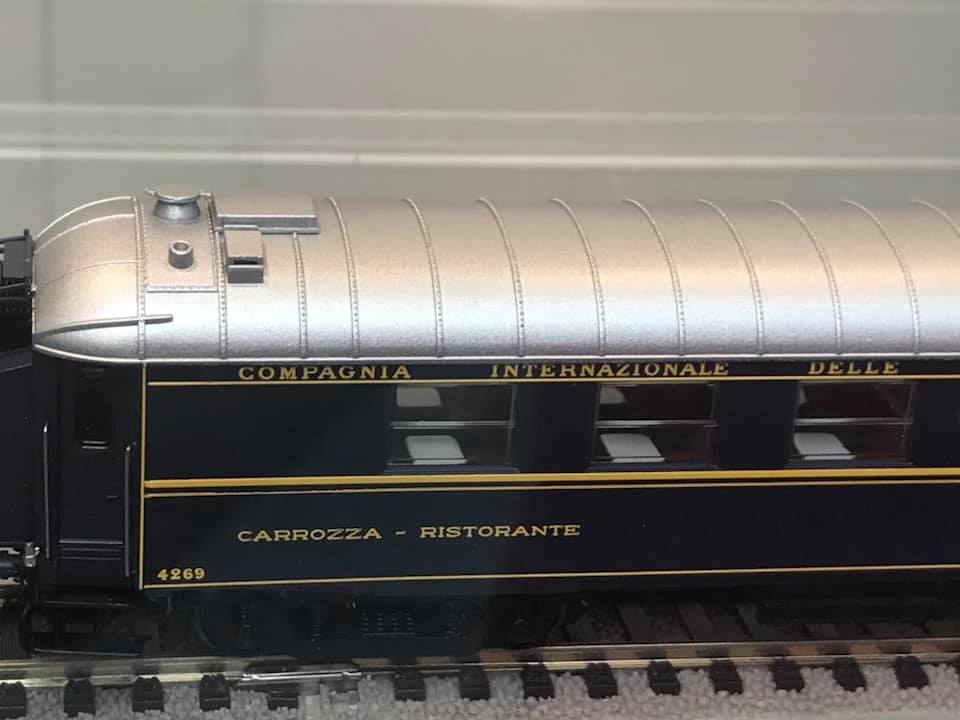 COMPAGNIA INTERNAZIONALE DELLE
CARROZZA - RISTORANTE
4269